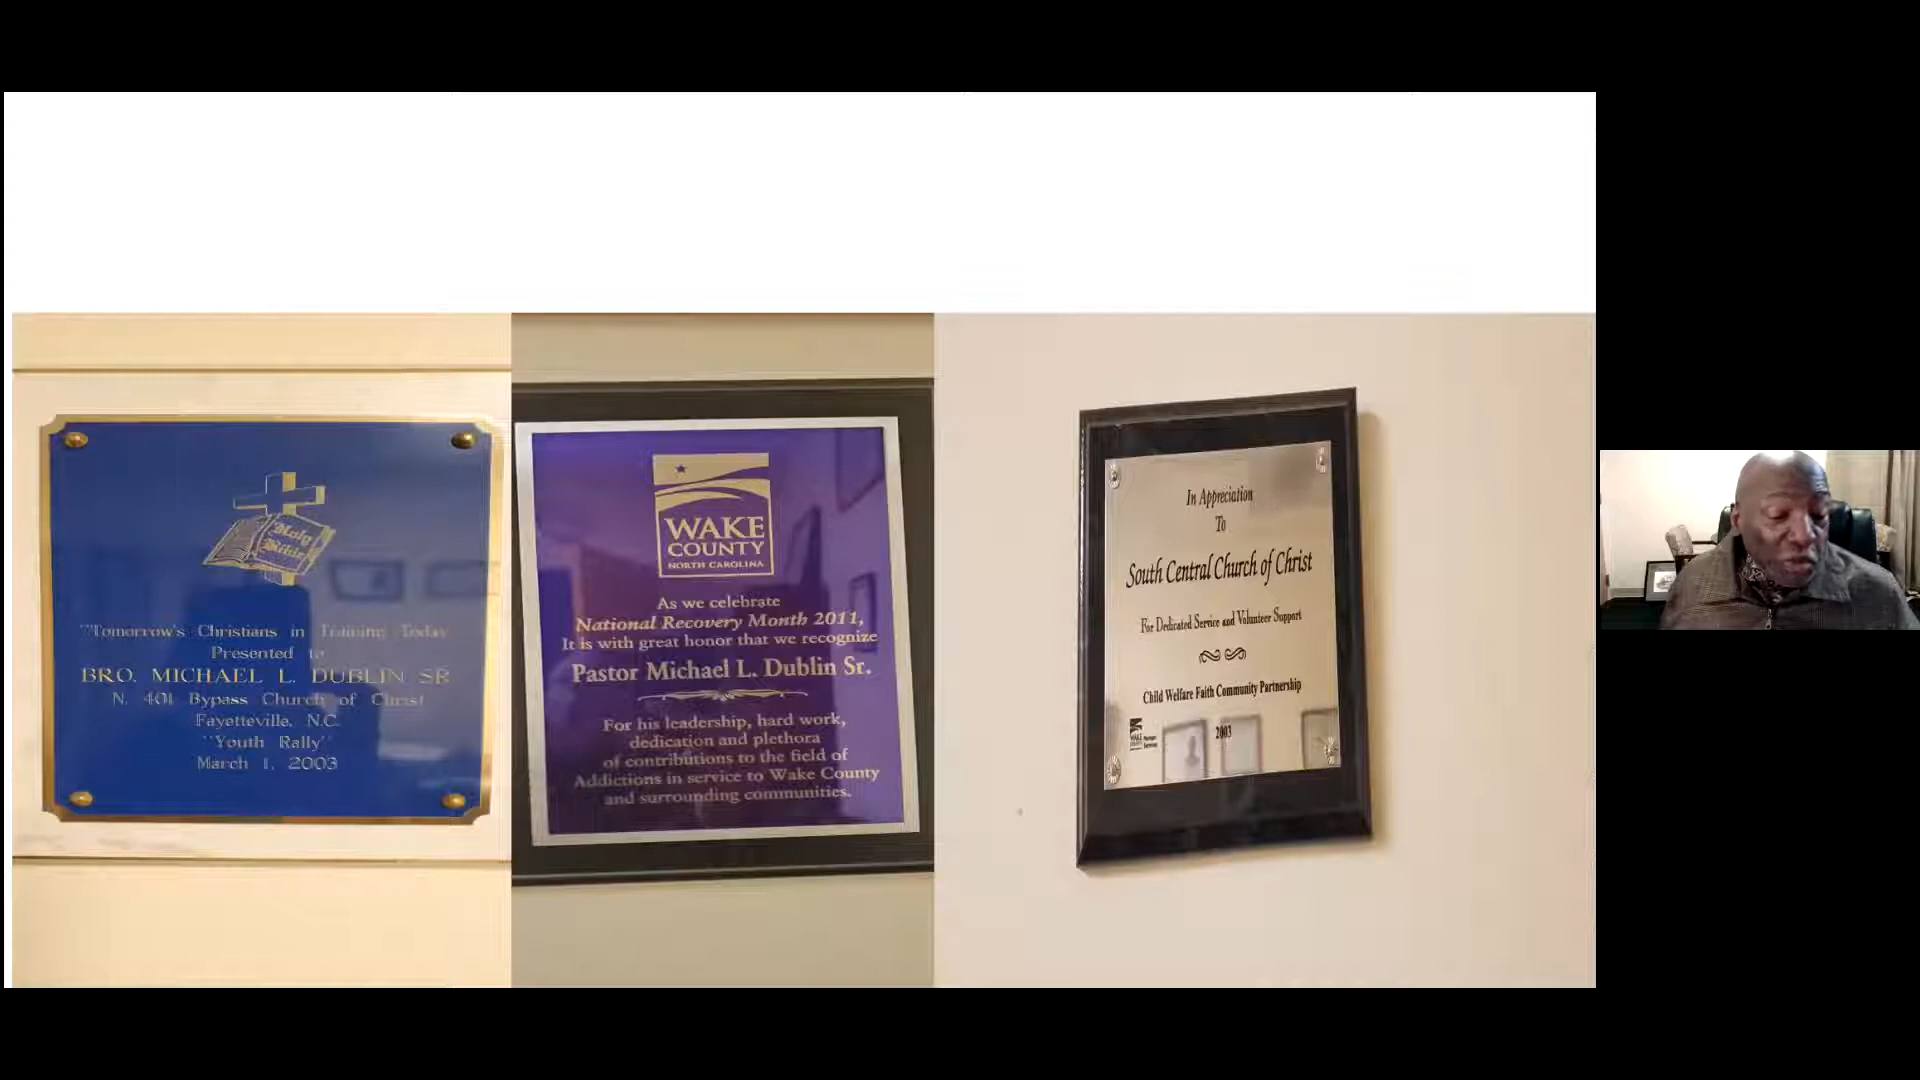 Holy
Bible
"Tomorrow's Christians in Training Today
Presented to
BRO. MICHAEL L. DUBLIN SR
N. 401 Bypass Church of Christ
Fayetteville, N.C.
"Youth Rally"
March 1, 2003
WAKE
COUNTY
NORTH CAROLINA
As we celebrate
National Recovery Month 2011,
It is with great honor that we recognize
Pastor Michael L. Dublin Sr.
For his leadership, hard work,
dedication and plethora
of contributions to the field of
Addictions in service to Wake County
and surrounding communities.
In Appreciation
To
South Central Church of Christ
For Dedicated Service and Volunteer Support
Child Welfare Faith Community Partnership
2003